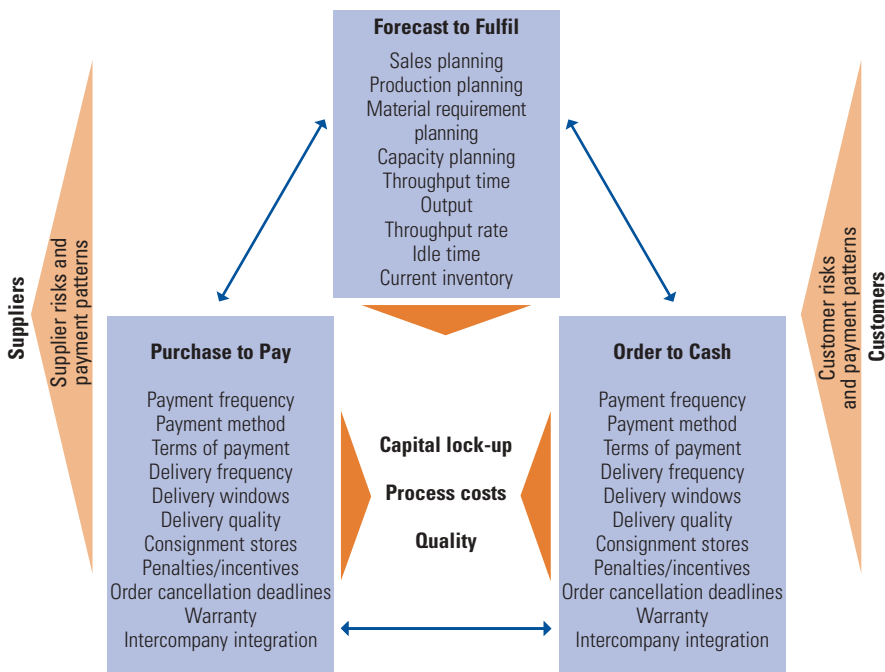 Forecast to Fulfil
Sales planning
Production planning
Material requirement
planning
Capacity planning
Throughput time
Output
Throughput rate
Idle time
Current inventory
Suppliers
Supplier risks and
payment patterns
Purchase to Pay
Payment frequency
Payment method
Terms of payment
Delivery frequency
Delivery windows
Delivery quality
Consignment stores
Penalties/incentives
Order cancellation deadlines
Warranty
Intercompany integration
Capital lock-up
Process costs
Quality
Order to Cash
Payment frequency
Payment method
Terms of payment
Delivery frequency
Delivery windows
Delivery quality
Consignment stores
Penalties/incentives
Order cancellation deadlines
Warranty
Intercompany integration
Customer risks
and payment patterns
Customers